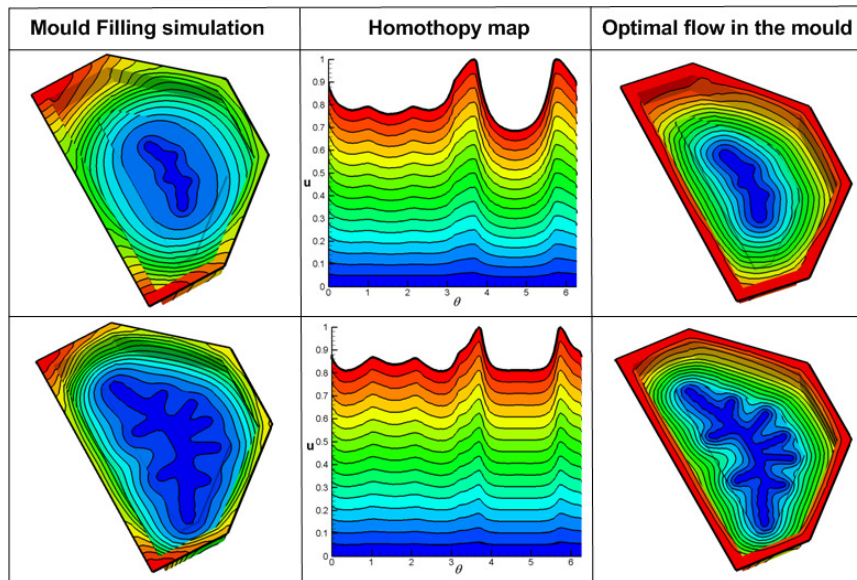 Mould Filling simulation
Homothopy map
Optimal flow in the mould
1
0.9
0.8
0.7
0.6
0.5
u
0.4
0.3
0.2
0.1
0
0 1 2 3 4 5 6
θ
1
0.9
0.8
0.7
0.6
0.5
u
0.4
0.3
0.2
0.1
0
0 1 2 3 4 5 6
θ